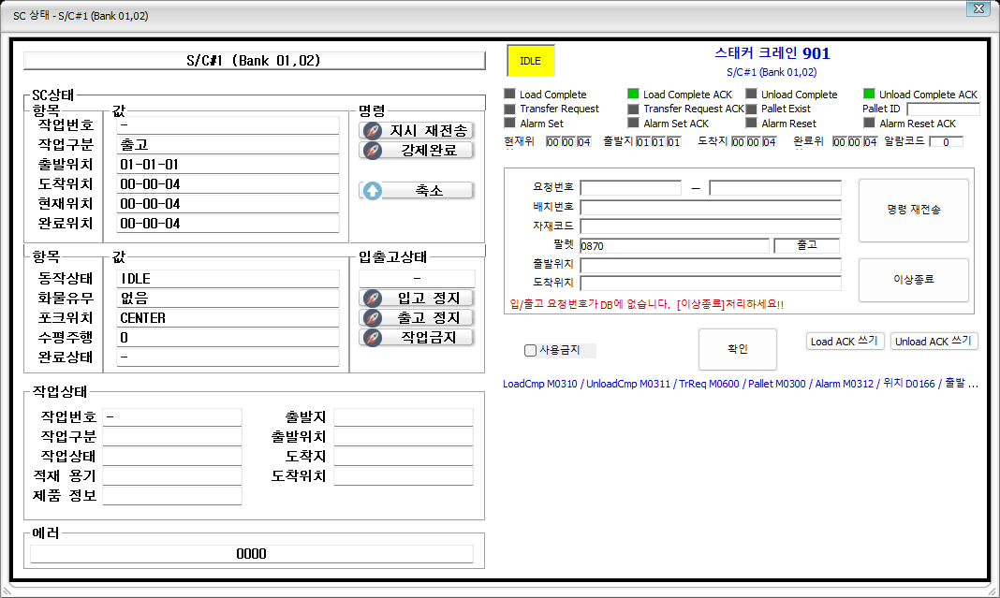 SC 상태 - S/C#1 (Bank 01,02)
S/C#1 (Bank 01,02)
SC상태
항목 값 명령
작업번호 -
작업구분 출고
출발위치 01-01-01
도착위치 00-00-04
현재위치 00-00-04
완료위치 00-00-04
지시 재전송
강제완료
축소
항목 값 입출고상태
동작상태 IDLE
화물유무 없음
포크위치 CENTER
수평주행 0
완료상태 -
-
입고 정지
출고 정지
작업금지
작업상태
작업번호 - 출발지
작업구분 출발위치
작업상태 도착지
적재 용기 도착위치
제품 정보
에러
0000
IDLE
스태커 크레인 901
S/C#1 (Bank 01,02)
Load Complete Load Complete ACK Unload Complete Unload Complete ACK
Transfer Request Transfer Request ACK Pallet Exist Pallet ID
Alarm Set Alarm Set ACK Alarm Reset Alarm Reset ACK
현재위 00 00 04 출발지 01 01 01 도착지 00 00 04 완료위 00 00 04 알람코드 0
요청번호 —
배치번호
자재코드
팔렛 0870 출고
출발위치
도착위치
명령 재전송
이상종료
입/출고 요청번호가 DB에 없습니다. [이상종료]처리하세요!!
사용금지
확인
Load ACK 쓰기 Unload ACK 쓰기
LoadCmp M0310 / UnloadCmp M0311 / TrReq M0600 / Pallet M0300 / Alarm M0312 / 위치 D0166 / 출발 ...